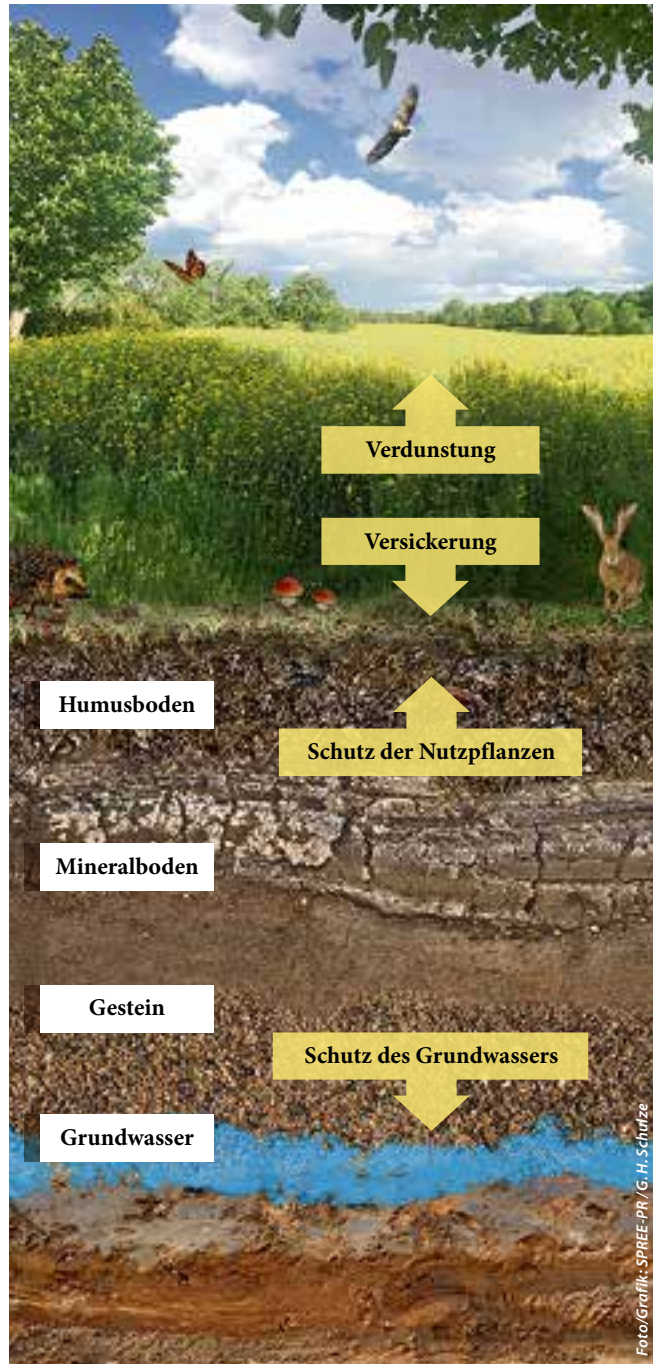 Verdunstung
Versickerung
Humusboden
Schutz der Nutzpflanzen
Mineralboden
Gestein
Schutz des Grundwassers
Grundwasser
Foto/Grafik: SPREE-PR / G. H. Schulze